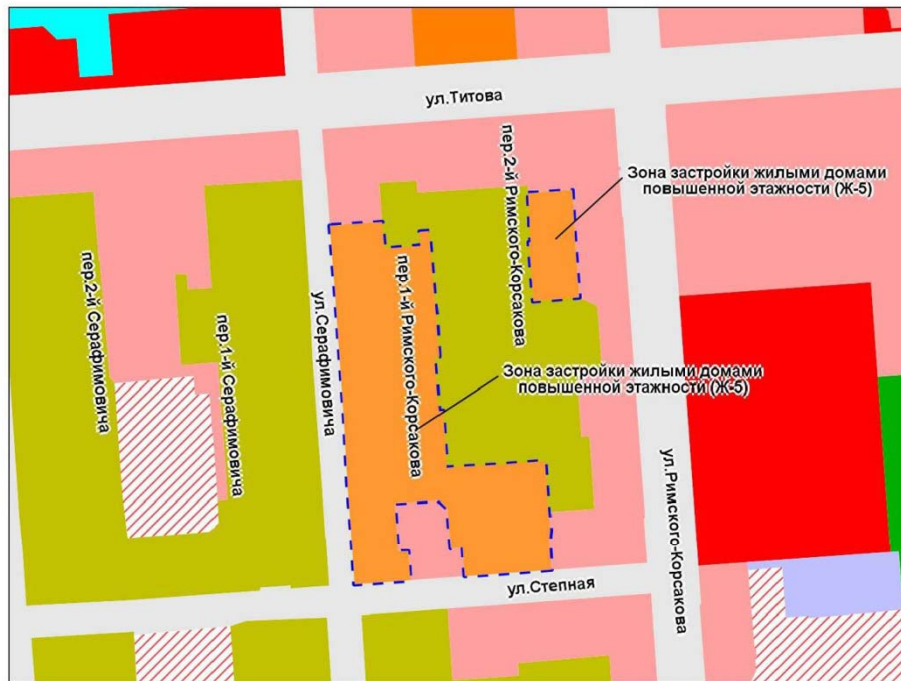 ул.Титова
пер.2-й Римского-Корсакова
Зона застройки жилыми домами
повышенной этажности (Ж-5)
пер.2-й Серафимовича
пер.1-й Серафимовича
ул.Серафимовича
пер.1-й Римского-Корсакова
Зона застройки жилыми домами
повышенной этажности (Ж-5)
ул.Римского-Корсакова
ул.Степная